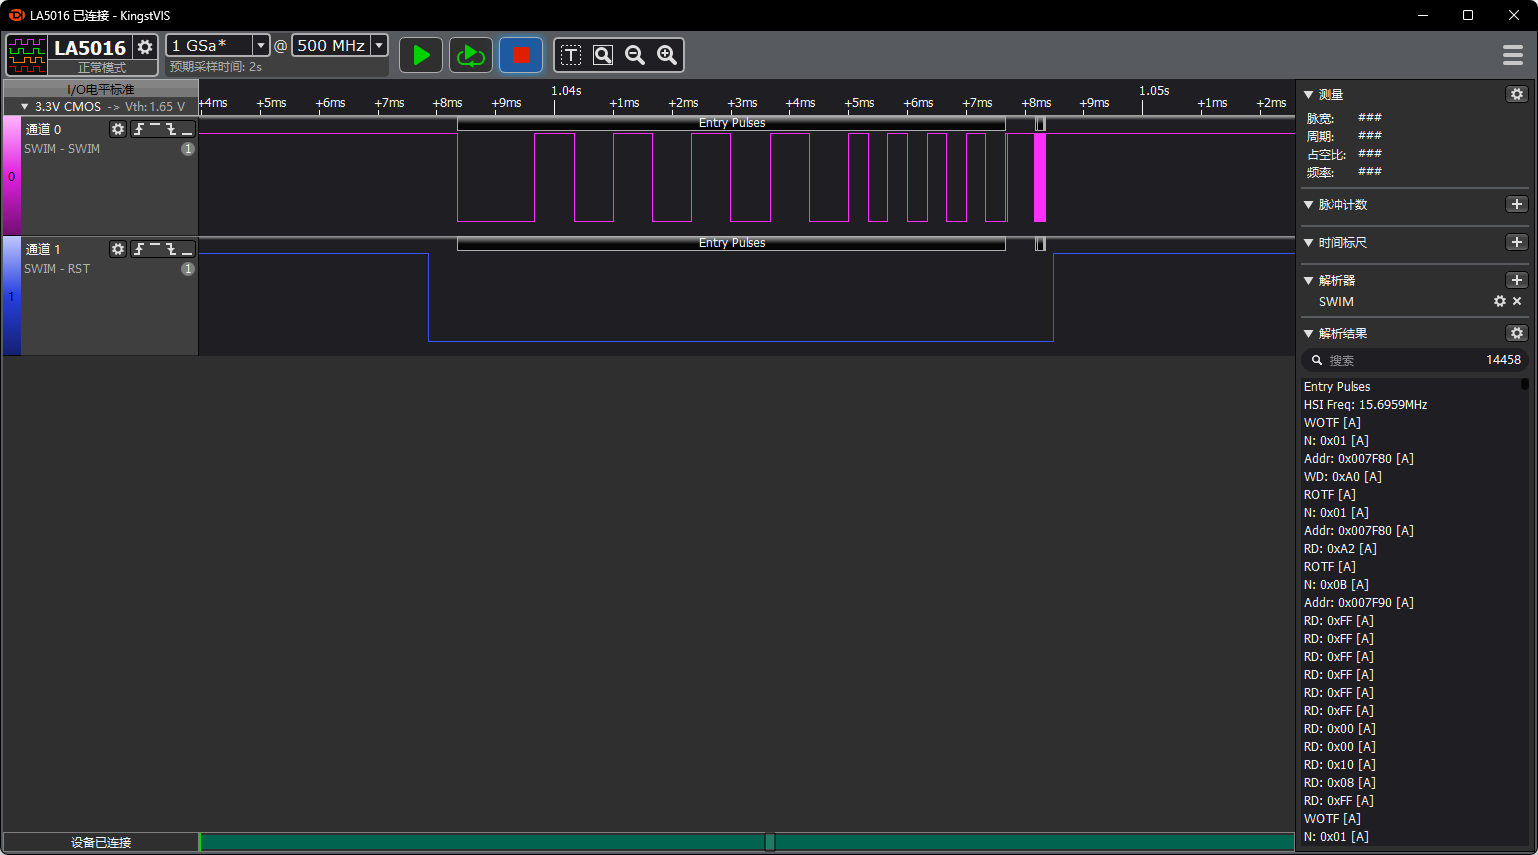 LA5016 已连接 - KingstVIS
LA5016
正常模式
1 GSa*
@
500 MHz
预期采样时间: 2s
T
I/O电平标准
3.3V CMOS -> Vth: 1.65 V
+4ms +5ms +6ms +7ms +8ms +9ms 1.04s +1ms +2ms +3ms +4ms +5ms +6ms +7ms +8ms +9ms 1.05s +1ms +2ms
0
通道 0
SWIM - SWIM
1
Entry Pulses
1
通道 1
SWIM - RST
1
Entry Pulses
测量
脉宽: ###
周期: ###
占空比: ###
频率: ###
脉冲计数
时间标尺
解析器
SWIM
解析结果
搜索
14458
Entry Pulses
HSI Freq: 15.6959MHz
WOTF [A]
N: 0x01 [A]
Addr: 0x007F80 [A]
WD: 0xA0 [A]
ROTF [A]
N: 0x01 [A]
Addr: 0x007F80 [A]
RD: 0xA2 [A]
ROTF [A]
N: 0x0B [A]
Addr: 0x007F90 [A]
RD: 0xFF [A]
RD: 0xFF [A]
RD: 0xFF [A]
RD: 0xFF [A]
RD: 0xFF [A]
RD: 0xFF [A]
RD: 0x00 [A]
RD: 0x00 [A]
RD: 0x10 [A]
RD: 0x08 [A]
RD: 0xFF [A]
WOTF [A]
N: 0x01 [A]
设备已连接